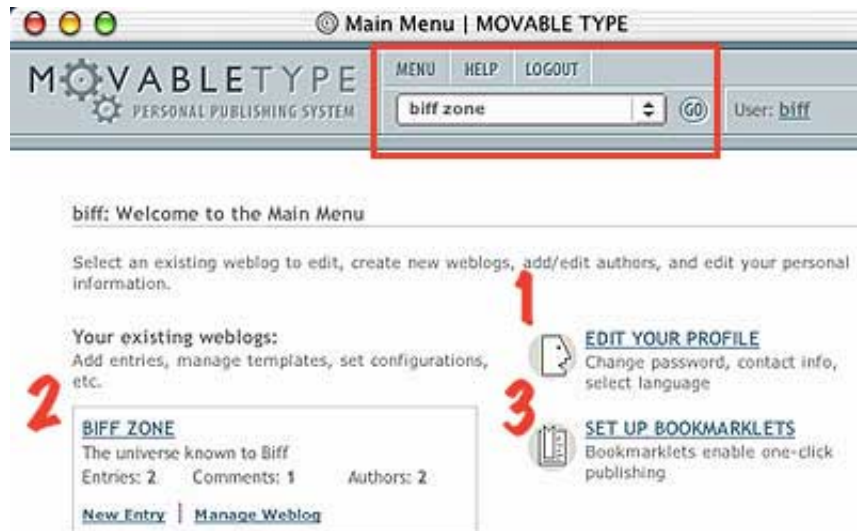 Main Menu | MOVABLE TYPE
MOVABLETYPE
PERSONAL PUBLISHING SYSTEM
MENU HELP LOGOUT
biff zone GO User: biff
biff: Welcome to the Main Menu
Select an existing weblog to edit, create new weblogs, add/edit authors, and edit your personal
information.
1
Your existing weblogs:
Add entries, manage templates, set configurations,
etc.
EDIT YOUR PROFILE
Change password, contact info,
select language
2
BIFF ZONE
The universe known to Biff
Entries: 2 Comments: 1 Authors: 2
New Entry | Manage Weblog
3
SET UP BOOKMARKLETS
Bookmarklets enable one-click
publishing